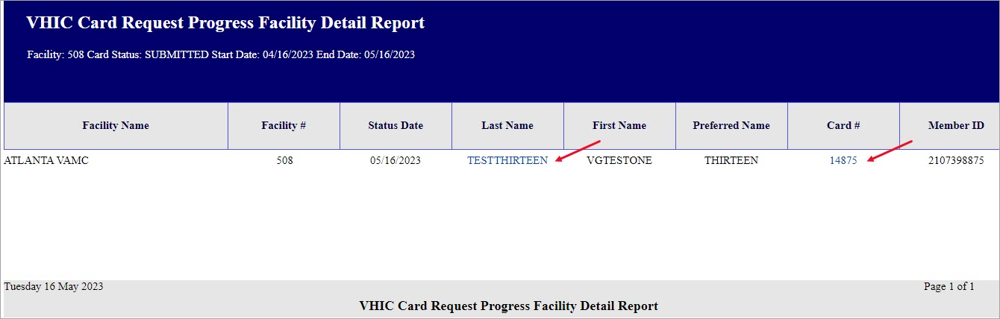 VHIC Card Request Progress Facility Detail Report
Facility: 508 Card Status: SUBMITTED Start Date: 04/16/2023 End Date: 05/16/2023
Facility Name Facility # Status Date Last Name First Name Preferred Name Card # Member ID
ATLANTA VAMC 508 05/16/2023 TESTTHIRTEEN VGTESTONE THIRTEEN 14875 2107398875
Tuesday 16 May 2023 Page 1 of 1
VHIC Card Request Progress Facility Detail Report